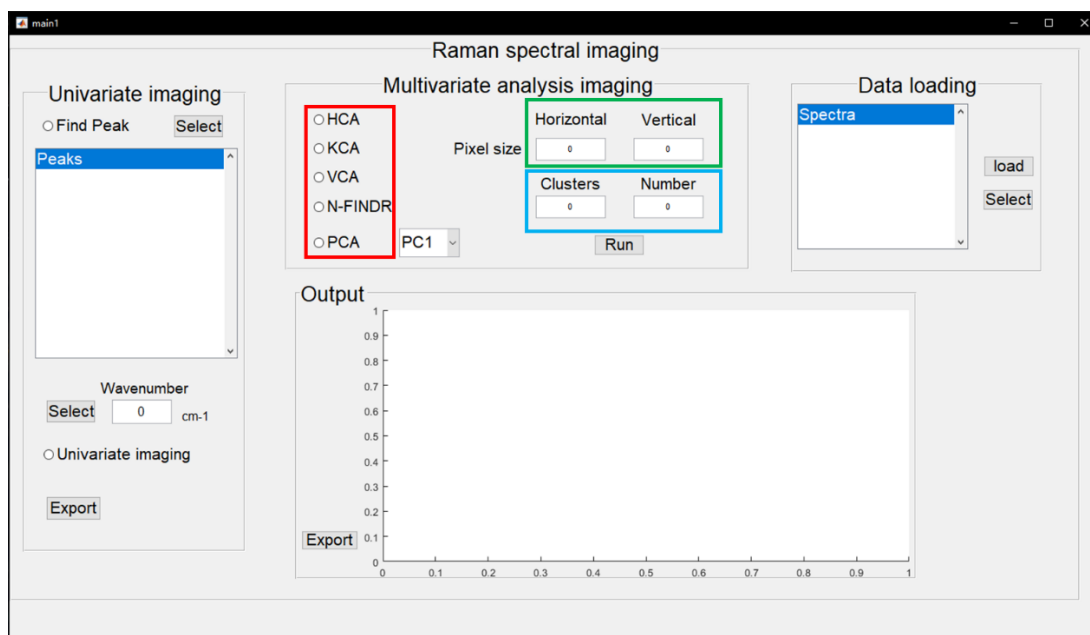 main1
Raman spectral imaging
Univariate imaging
Find Peak Select
Peaks
Wavenumber
Select 0 cm-1
Univariate imaging
Export
Multivariate analysis imaging
HCA
KCA
VCA
N-FINDR
PCA PC1
Horizontal Vertical
Pixel size 0 0
Clusters Number
0 0
Run
Data loading
Spectra
load
Select
Output
1
0.9
0.8
0.7
0.6
0.5
0.4
0.3
0.2
Export 0.1
0
0 0.1 0.2 0.3 0.4 0.5 0.6 0.7 0.8 0.9 1